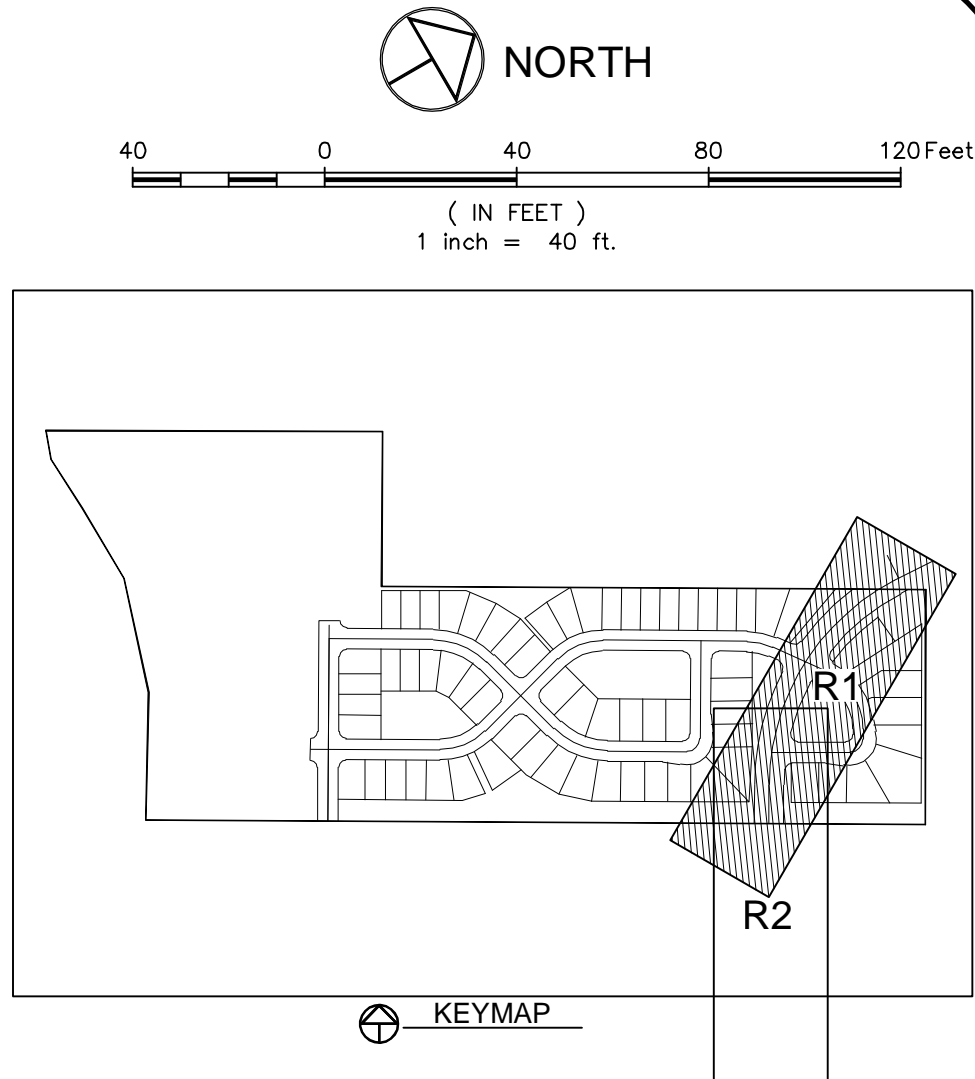 NORTH
40 0 40 80 120 Feet
( IN FEET )
1 inch = 40 ft.
R1
R2
KEYMAP